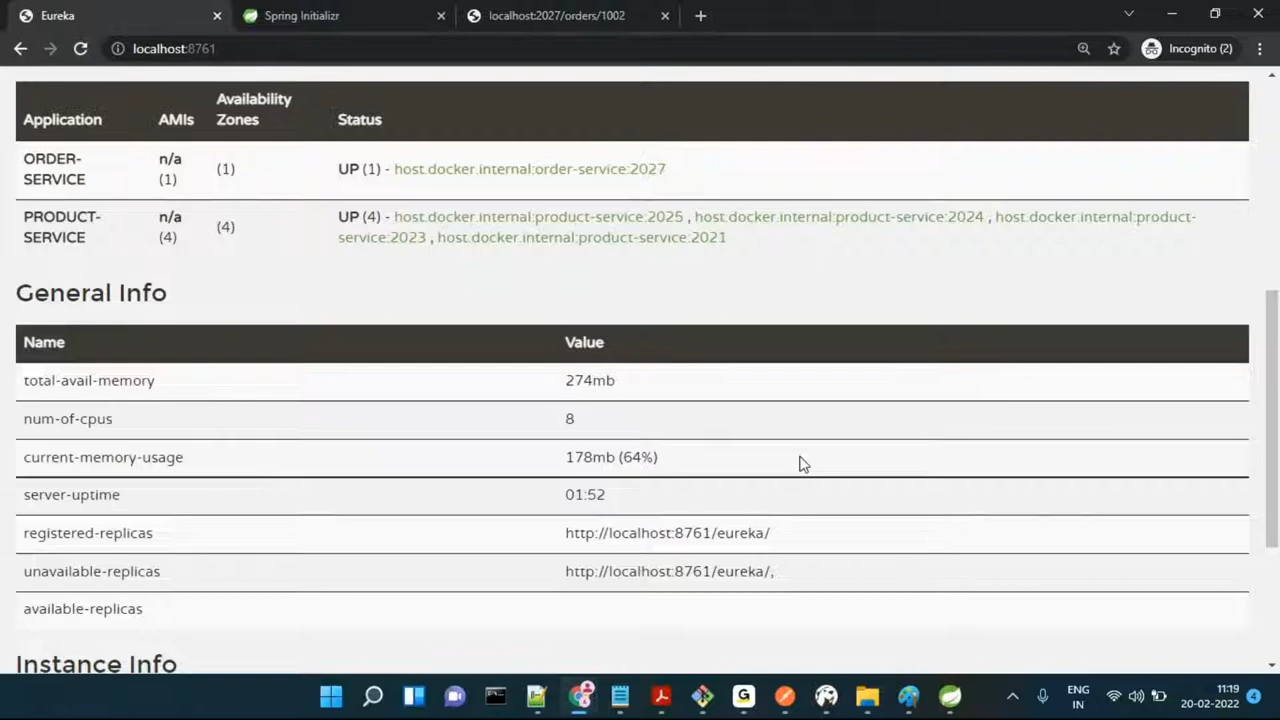 Eureka
Spring Initializr
localhost:2027/orders/1002
localhost:8761
Incognito (2)
Application
AMIs
Availability
Zones
Status
ORDER-
SERVICE
n/a
(1)
(1)
UP (1) - host.docker.internal:order-service:2027
PRODUCT-
SERVICE
n/a
(4)
(4)
UP (4) - host.docker.internal:product-service:2025 , host.docker.internal:product-service:2024 , host.docker.internal:product-
service:2023 , host.docker.internal:product-service:2021
General Info
Name Value
total-avail-memory 274mb
num-of-cpus 8
current-memory-usage 178mb (64%)
server-uptime 01:52
registered-replicas http://localhost:8761/eureka/
unavailable-replicas http://localhost:8761/eureka/,
available-replicas
Instance Info
ENG
IN
11:19
20-02-2022
4